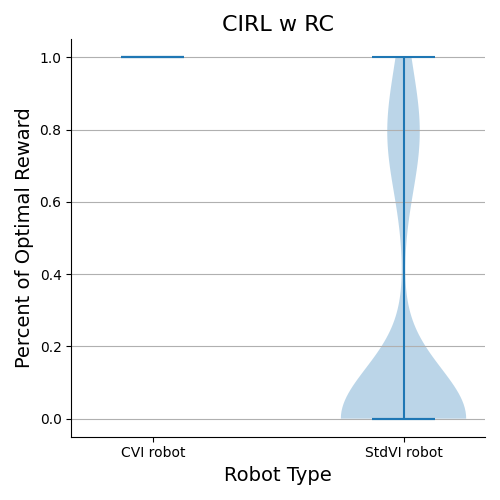 CIRL w RC
Percent of Optimal Reward
1.0
0.8
0.6
0.4
0.2
0.0
CVI robot
StdVI robot
Robot Type